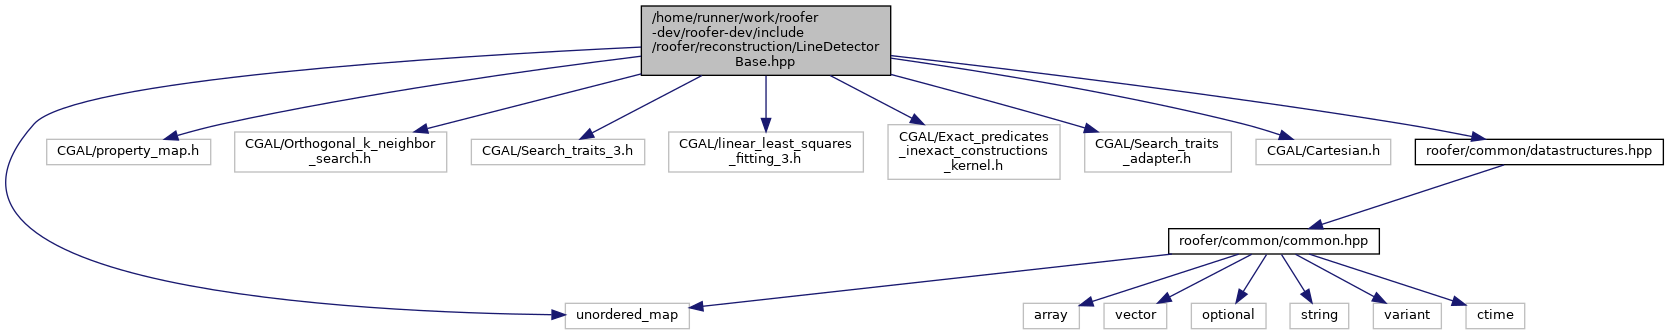 /home/runner/work/roofer
-dev/roofer-dev/include
/roofer/reconstruction/LineDetector
Base.hpp
CGAL/property_map.h
CGAL/Orthogonal_k_neighbor
_search.h
CGAL/Search_traits_3.h
CGAL/linear_least_squares
_fitting_3.h
CGAL/Exact_predicates
_inexact_constructions
_kernel.h
CGAL/Search_traits
_adapter.h
CGAL/Cartesian.h
roofer/common/datastructures.hpp
roofer/common/common.hpp
unordered_map
array
vector
optional
string
variant
ctime